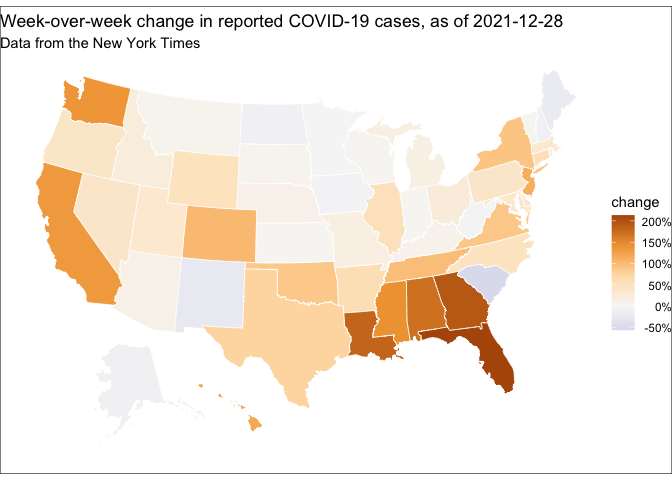 Week-over-week change in reported COVID-19 cases, as of 2021-12-28
Data from the New York Times
change
200%
150%
100%
50%
0%
-50%